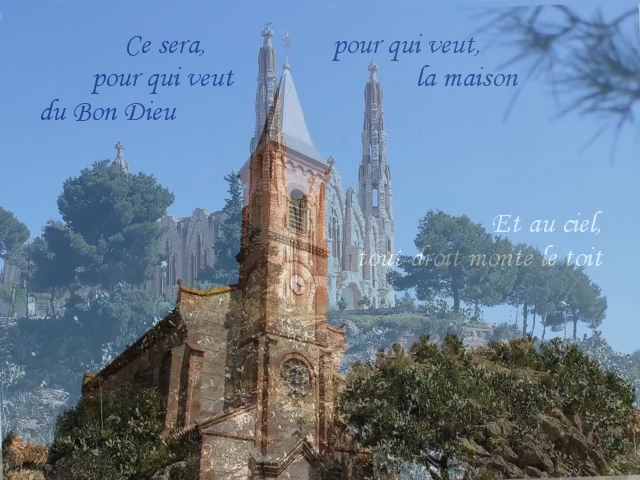 Ce sera, pour qui veut,
pour qui veut la maison
du Bon Dieu
Et au ciel,
tout droit monte le toit